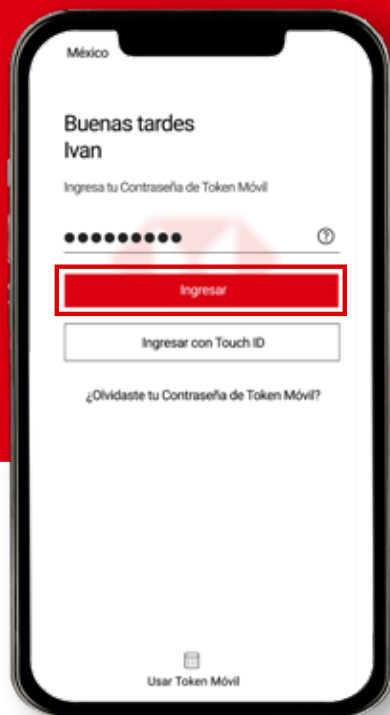 México
Buenas tardes
Ivan
Ingresa tu Contraseña de Token Móvil
Ingresar
Ingresar con Touch ID
¿Olvidaste tu Contraseña de Token Móvil?
Usar Token Móvil